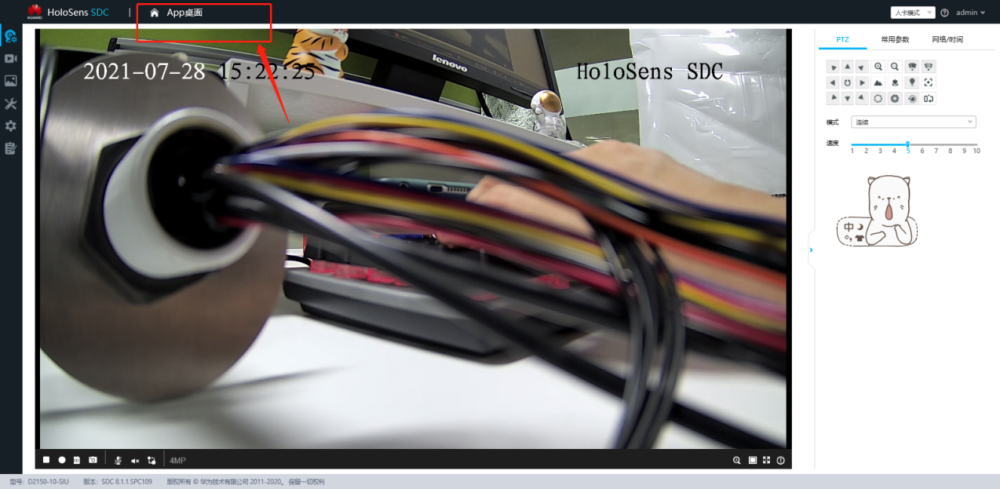 HUAWEI
HoloSens SDC | App桌面
人卡模式
admin
PTZ 常用参数 网络/时间
2021-07-28 15:22:25
HoloSens SDC
lenovo
模式 连续
速度
1 2 3 4 5 6 7 8 9 10
中
4MP
型号: D2150-10-SIU 版本: SDC 8.1.1.SPC109 版权所有 © 华为技术有限公司 2011-2020。 保留一切权利